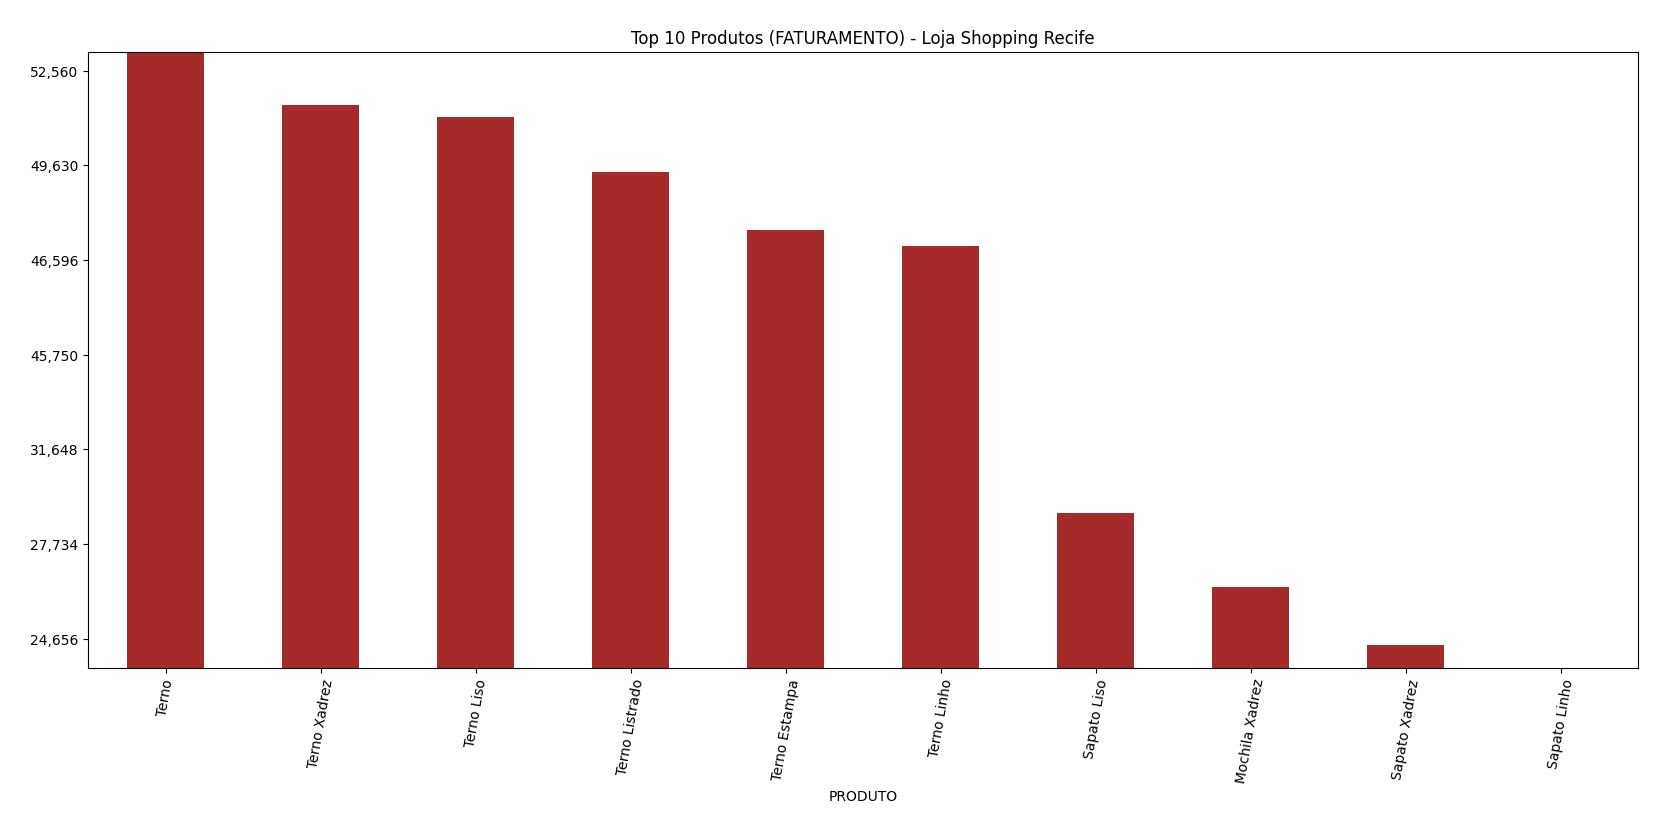 Top 10 Produtos (FATURAMENTO) - Loja Shopping Recife
52,560
49,630
46,596
45,750
31,648
27,734
24,656
Terno
Terno Xadrez
Terno Liso
Terno Listrado
Terno Estampa
Terno Linho
Sapato Liso
Mochila Xadrez
Sapato Xadrez
Sapato Linho
PRODUTO